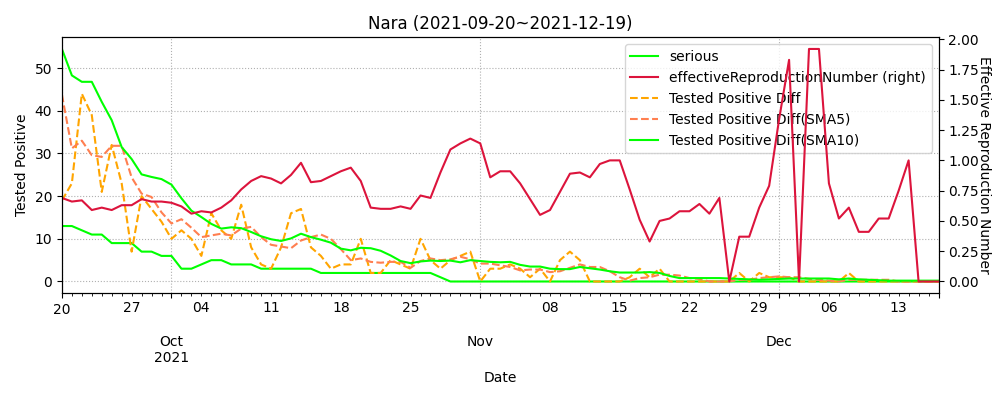 Nara (2021-09-20~2021-12-19)
serious
effectiveReproductionNumber (right)
Tested Positive Diff
Tested Positive Diff(SMA5)
Tested Positive Diff(SMA10)
Tested Positive
50
40
30
20
10
0
2.00
1.75
1.50
1.25
1.00
0.75
0.50
0.25
0.00
Effective Reproduction Number
20 27 04 11 18 25 08 15 22 29 06 13
Oct Nov Dec
2021
Date